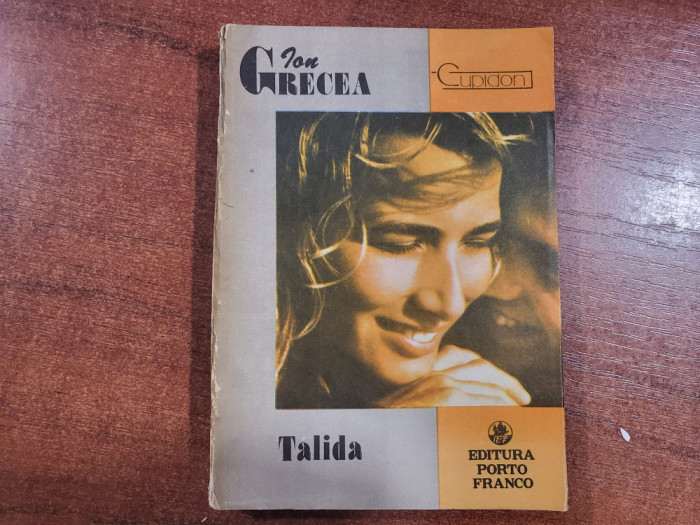 Ion
GRECEA
Cupidon
Talida
EDITURA
PORTO
FRANCO